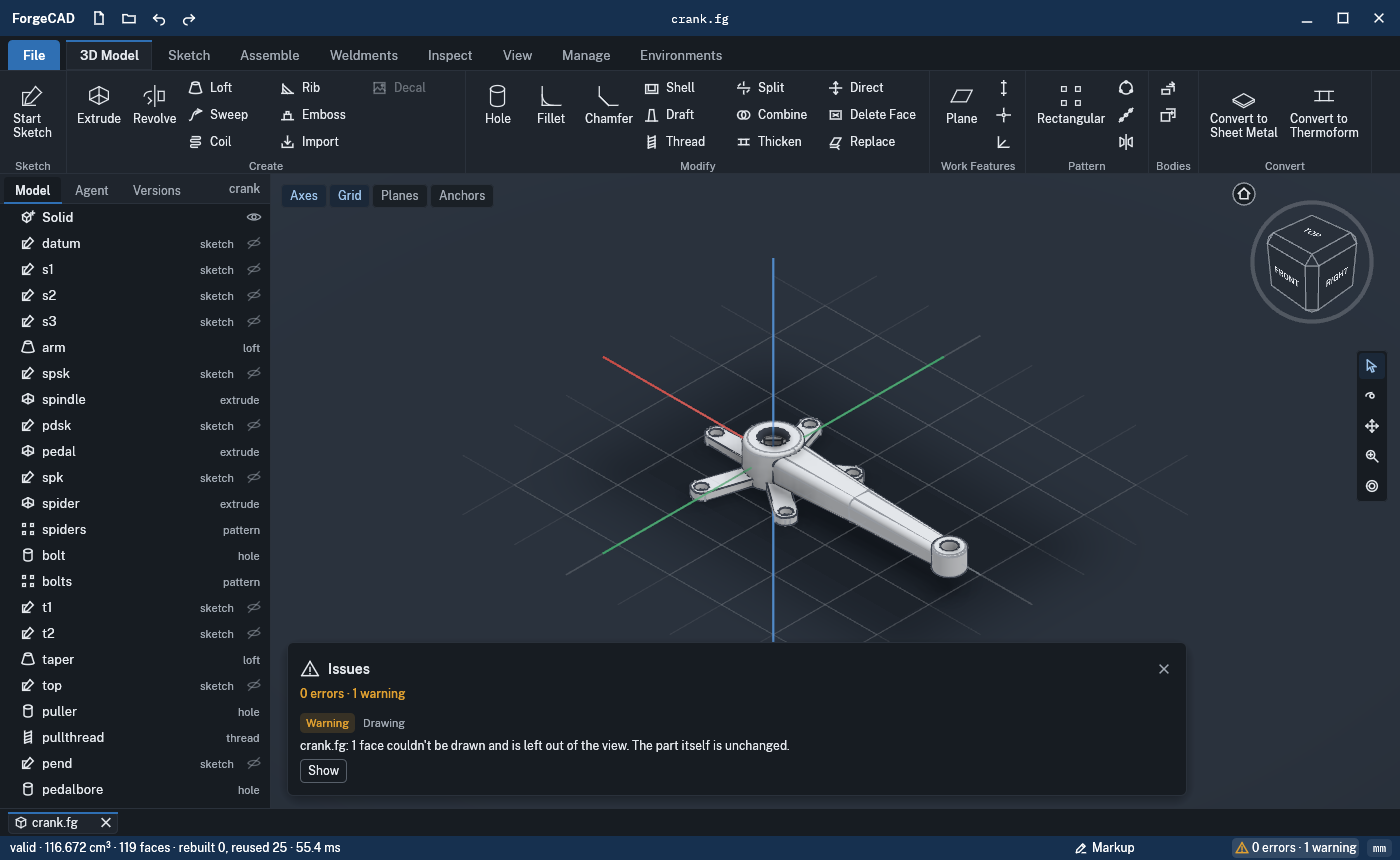 ForgeCAD
crank.fg
File
3D Model
Sketch
Assemble
Weldments
Inspect
View
Manage
Environments
Start
Sketch
Sketch
Extrude
Revolve
Loft
Sweep
Coil
Rib
Emboss
Import
Decal
Create
Hole
Fillet
Chamfer
Shell
Draft
Thread
Split
Combine
Thicken
Direct
Delete Face
Replace
Modify
Plane
Work Features
Rectangular
Pattern
Bodies
Convert to
Sheet Metal
Convert to
Thermoform
Convert
Model
Agent
Versions
crank
Axes
Grid
Planes
Anchors
TOP
FRONT
RIGHT
Solid
datum sketch
s1 sketch
s2 sketch
s3 sketch
arm loft
spsk sketch
spindle extrude
pdsk sketch
pedal extrude
spk sketch
spider extrude
spiders pattern
bolt hole
bolts pattern
t1 sketch
t2 sketch
taper loft
top sketch
puller hole
pullthread thread
pend sketch
pedalbore hole
Issues
0 errors · 1 warning
Warning Drawing
crank.fg: 1 face couldn't be drawn and is left out of the view. The part itself is unchanged.
Show
crank.fg
valid · 116.672 cm³ · 119 faces · rebuilt 0, reused 25 · 55.4 ms
Markup
0 errors · 1 warning
mm